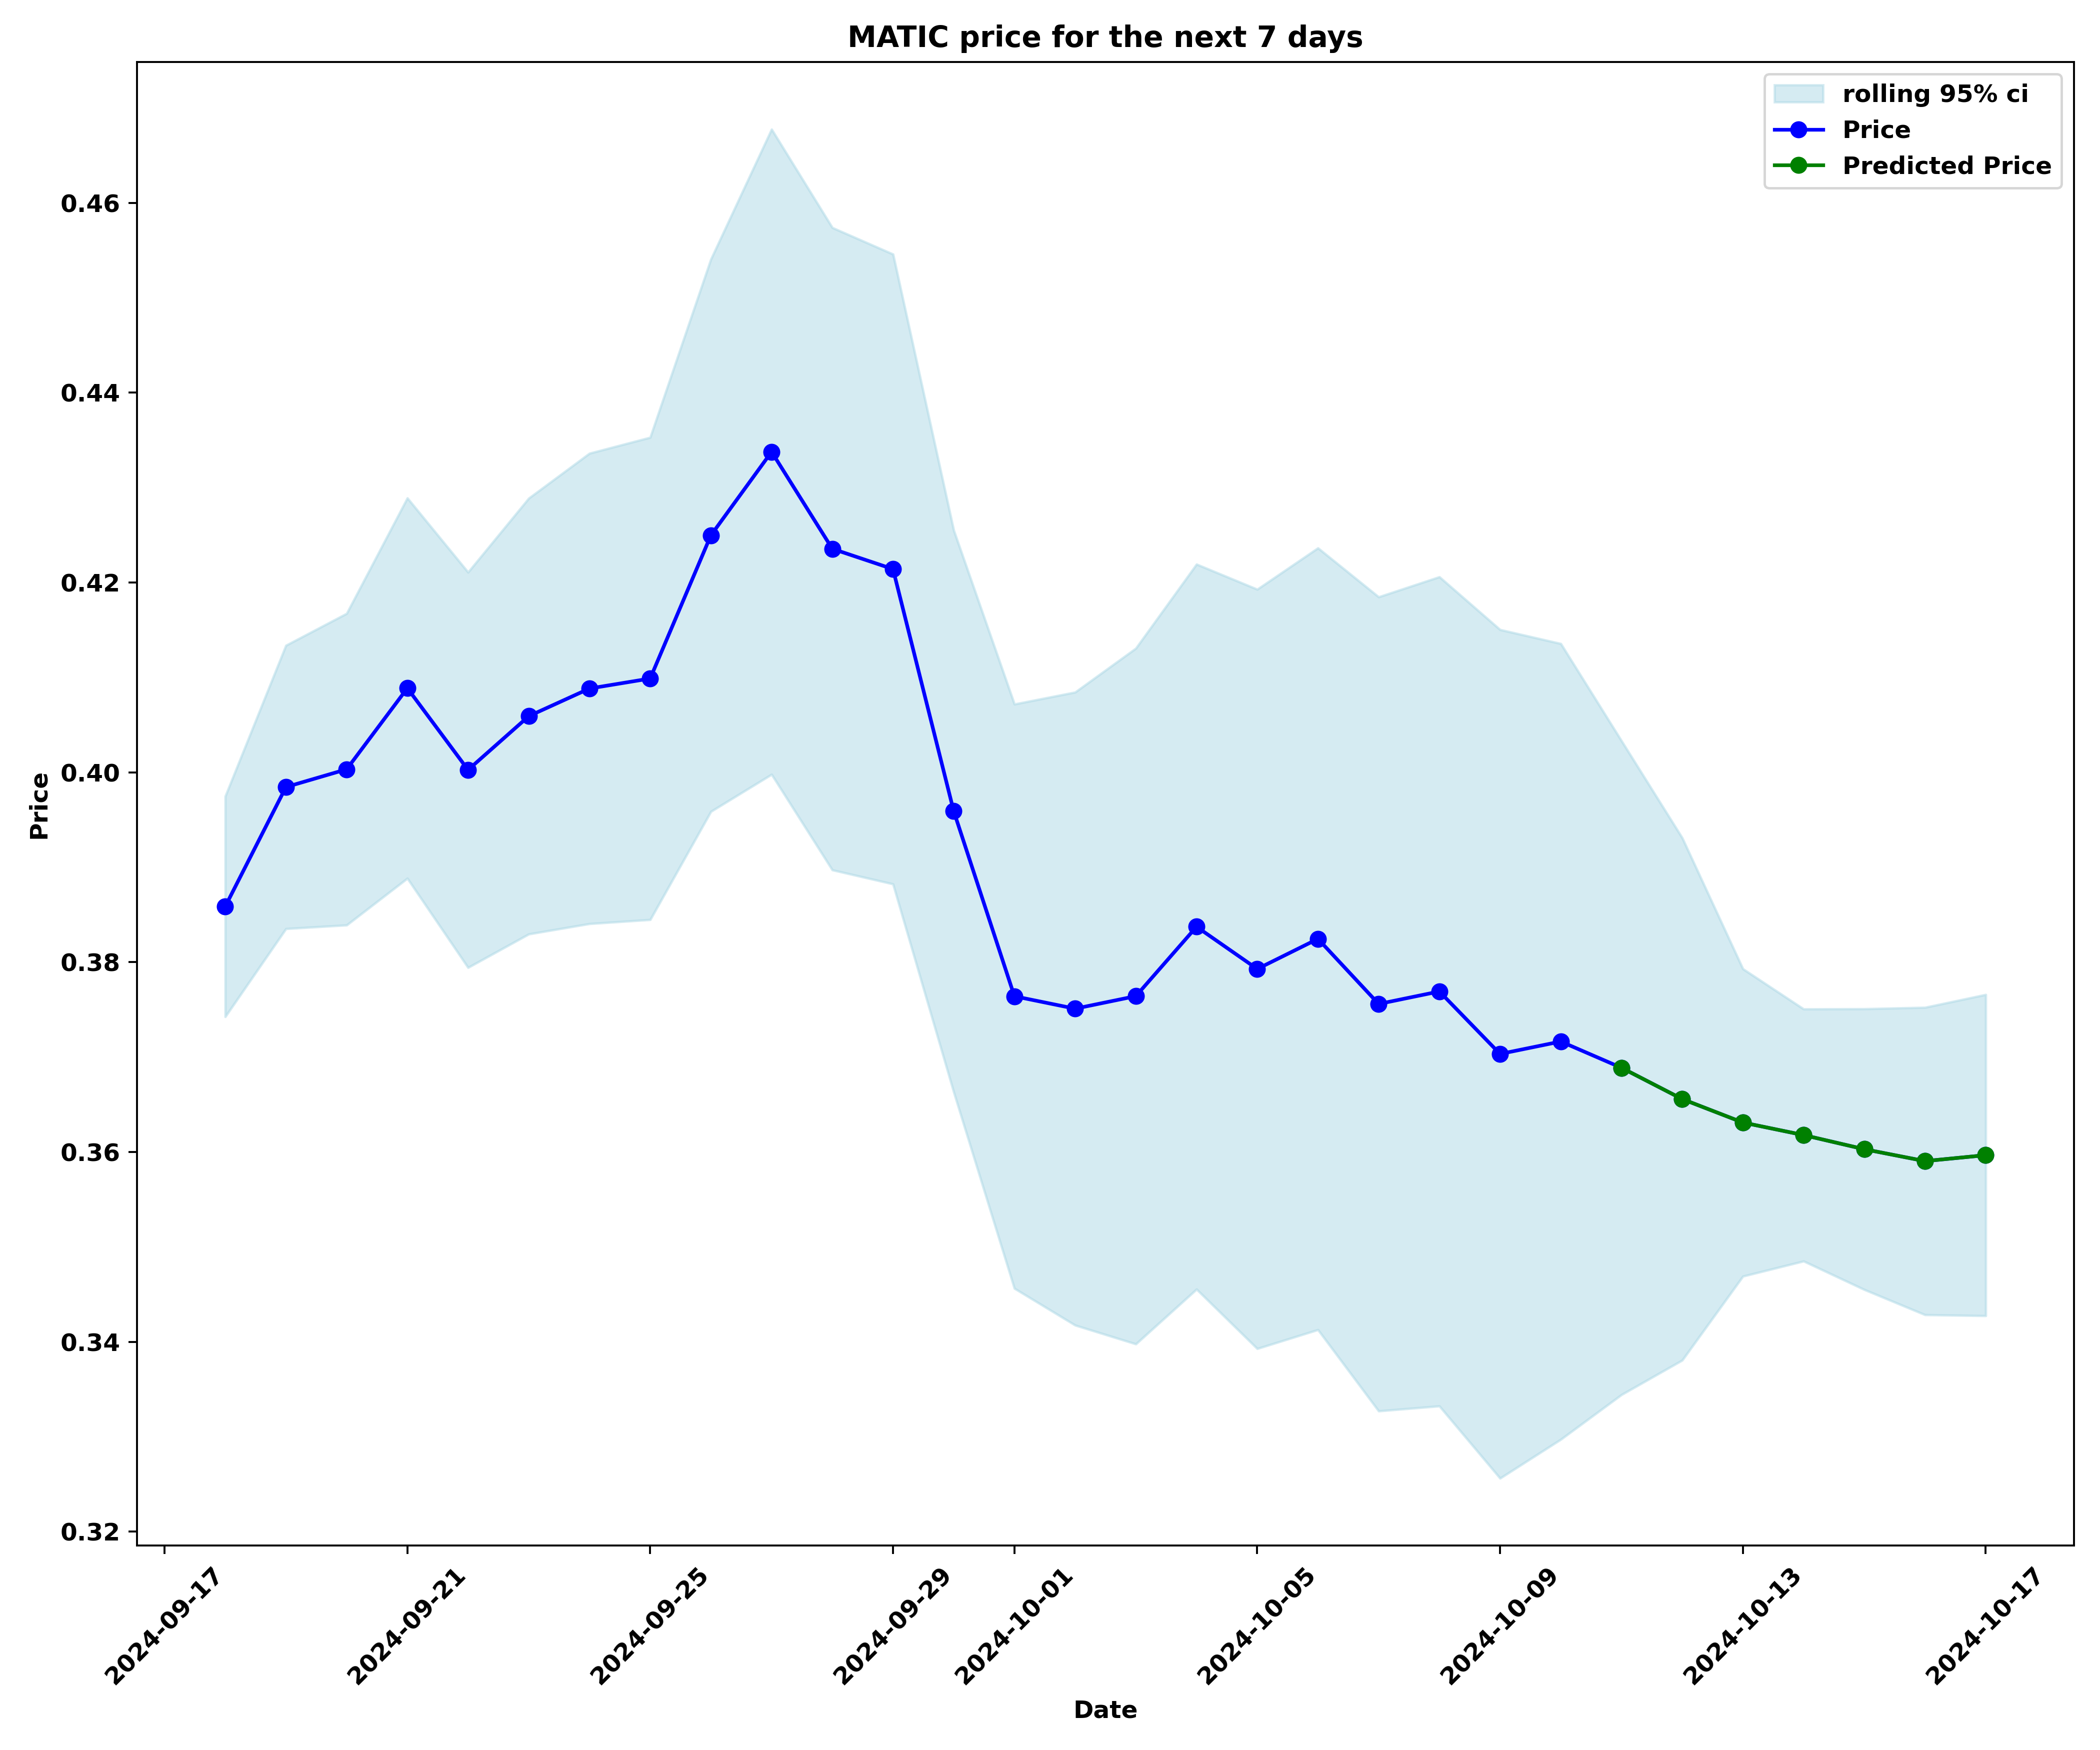 MATIC price for the next 7 days
rolling 95% ci
Price
Predicted Price
Price
0.46
0.44
0.42
0.40
0.38
0.36
0.34
0.32
2024-09-17
2024-09-21
2024-09-25
2024-09-29
2024-10-01
2024-10-05
2024-10-09
2024-10-13
2024-10-17
Date